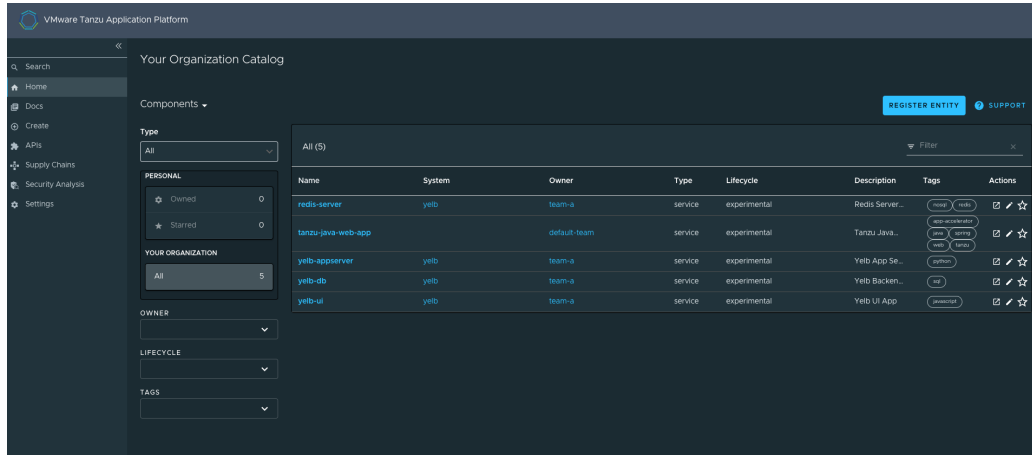 VMware Tanzu Application Platform
Search
Home
Docs
Create
APIs
Supply Chains
Security Analysis
Settings
Your Organization Catalog
Components
REGISTER ENTITY
SUPPORT
Type
All
PERSONAL
Owned 0
Starred 0
YOUR ORGANIZATION
All 5
OWNER
LIFECYCLE
TAGS
All (5)
Filter
Name System Owner Type Lifecycle Description Tags Actions
redis-server yelb team-a service experimental Redis Server... nosql redis
tanzu-java-web-app default-team service experimental Tanzu Java... app-accelerator java spring web tanzu
yelb-appserver yelb team-a service experimental Yelb App Se... python
yelb-db yelb team-a service experimental Yelb Backen... sql
yelb-ui yelb team-a service experimental Yelb UI App javascript